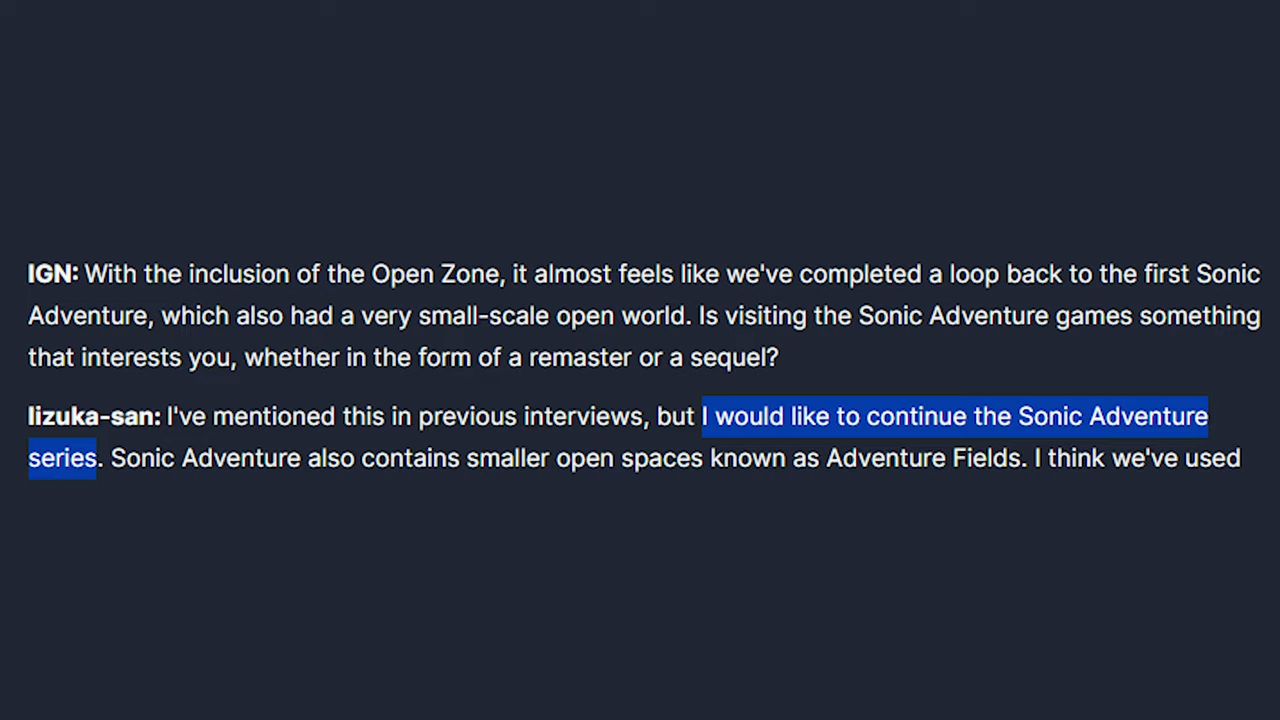 IGN: With the inclusion of the Open Zone, it almost feels like we've completed a loop back to the first Sonic
Adventure, which also had a very small-scale open world. Is visiting the Sonic Adventure games something
that interests you, whether in the form of a remaster or a sequel?
Iizuka-san: I've mentioned this in previous interviews, but I would like to continue the Sonic Adventure
series. Sonic Adventure also contains smaller open spaces known as Adventure Fields. I think we've used